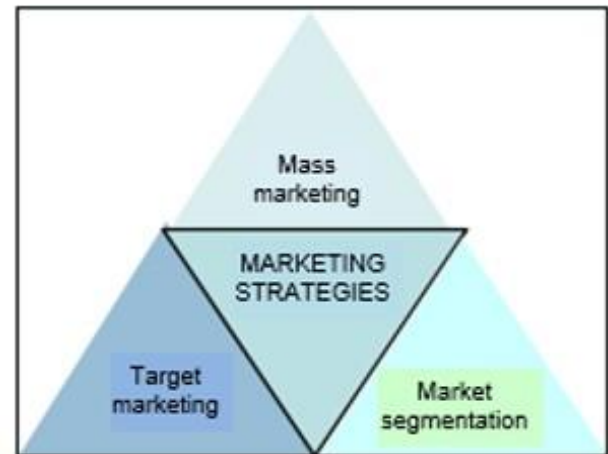 Mass
marketing
MARKETING
STRATEGIES
Target
marketing
Market
segmentation